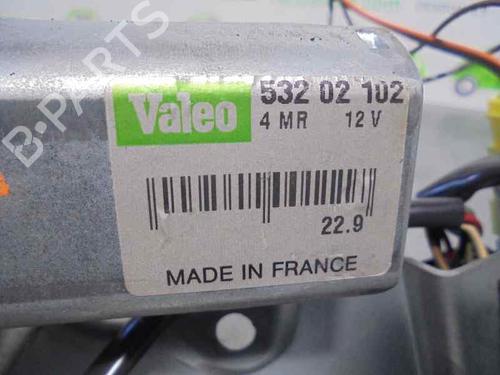 B-PARTS
Valeo 532 02 102
4 MR 12 V
22.9
MADE IN FRANCE